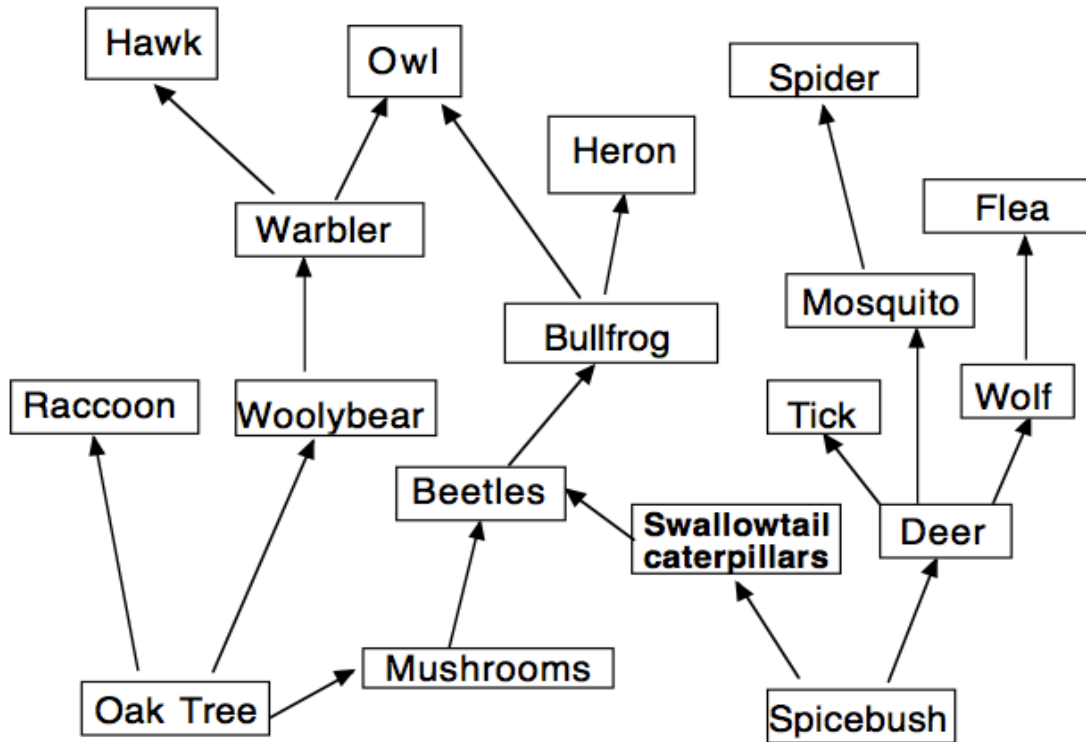 Hawk
Owl
Spider
Heron
Flea
Warbler
Mosquito
Bullfrog
Raccoon
Woolybear
Tick
Wolf
Beetles
Swallowtail
caterpillars
Deer
Mushrooms
Oak Tree
Spicebush